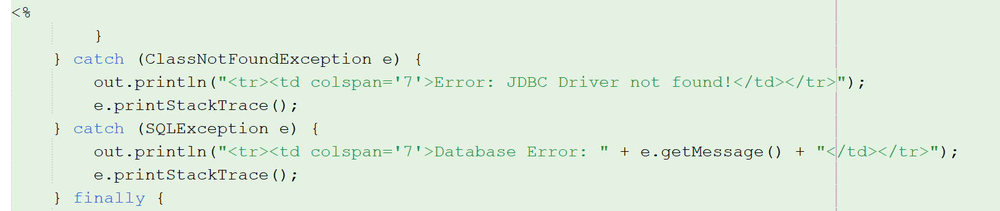 <%
}
} catch (ClassNotFoundException e) {
out.println("<tr><td colspan='7'>Error: JDBC Driver not found!</td></tr>");
e.printStackTrace();
} catch (SQLException e) {
out.println("<tr><td colspan='7'>Database Error: " + e.getMessage() + "</td></tr>");
e.printStackTrace();
} finally {